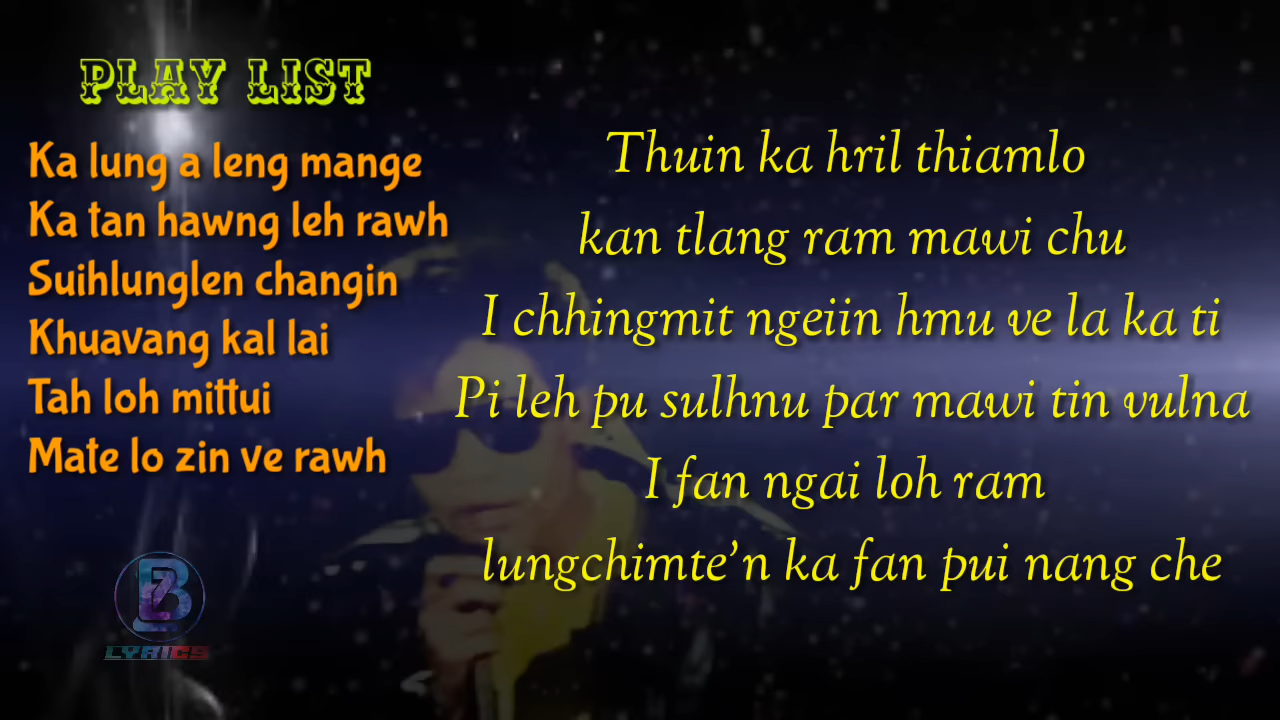 PLAY LIST
Ka lung a leng mange
Ka tan hawng leh rawh
Suihlunglen changin
Khuavang kal lai
Tah loh mittui
Mate lo zin ve rawh
Thuin ka hril thiamlo
kan tlang ram mawi chu
I chhingmit ngeiin hmu ve la ka ti
Pi leh pu sulhnu par mawi tin vulna
I fan ngai loh ram
lungchimte’n ka fan pui nang che
LYRICS